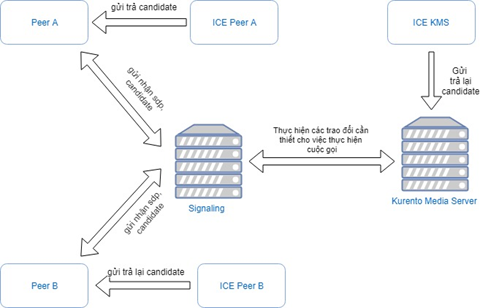 Peer A
gửi trả candidate
ICE Peer A
ICE KMS
gửi nhận sdp,
candidate
Gửi
trả lại
candidate
Thực hiện các trao đổi cần
thiết cho việc thực hiện
cuộc gọi
Signaling
Kurento Media Server
gửi nhận sdp,
candidate
Peer B
gửi trả lại candidate
ICE Peer B